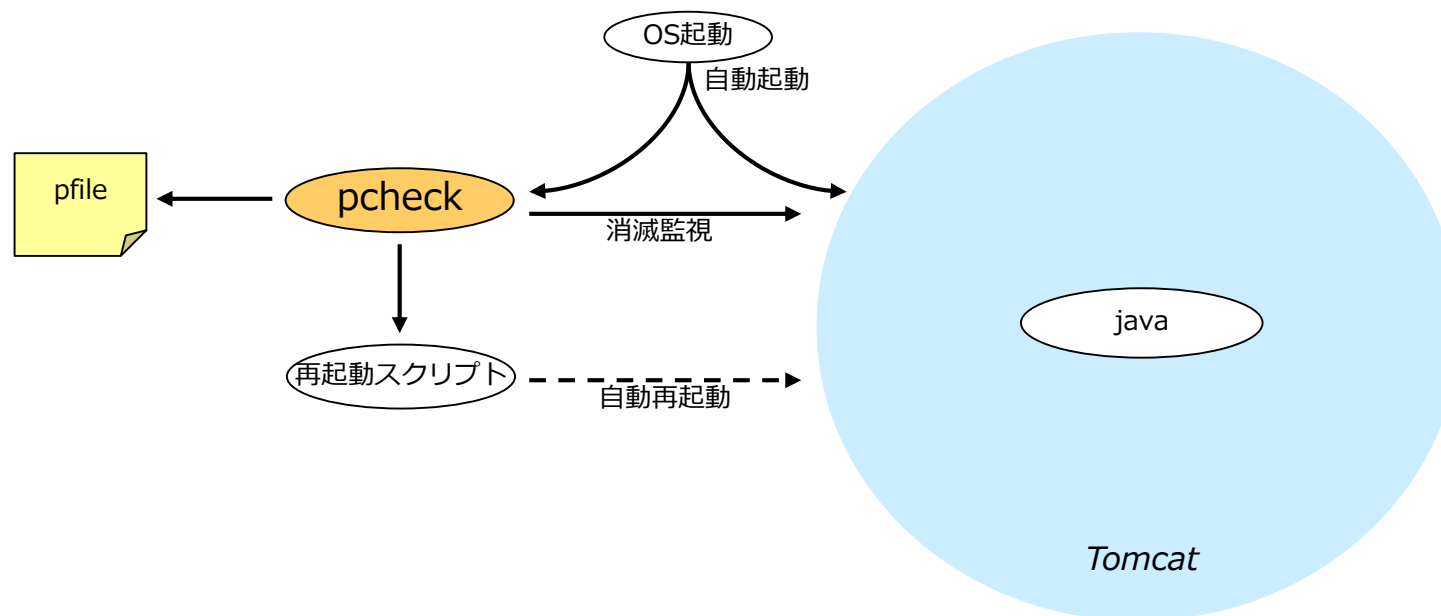 OS起動
自動起動
pfile
pcheck
消滅監視
java
再起動スクリプト
自動再起動
Tomcat